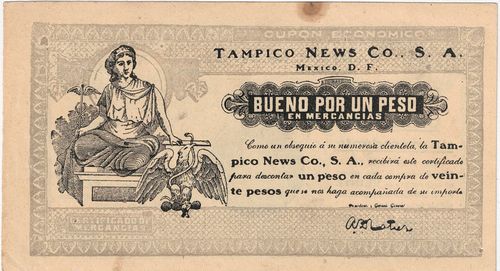 CUPON ECONOMICO
TAMPICO NEWS CO., S. A.
MEXICO, D. F.
BUENO POR UN PESO
EN MERCANCIAS
Como un obsequio á su numerosa clientela, la Tam-
pico News Co., S. A., recibirá este certificado
para descontar un peso en cada compra de vein-
te pesos que se nos haga acompañada de su importe
CERTIFICADO DE
MERCANCIAS